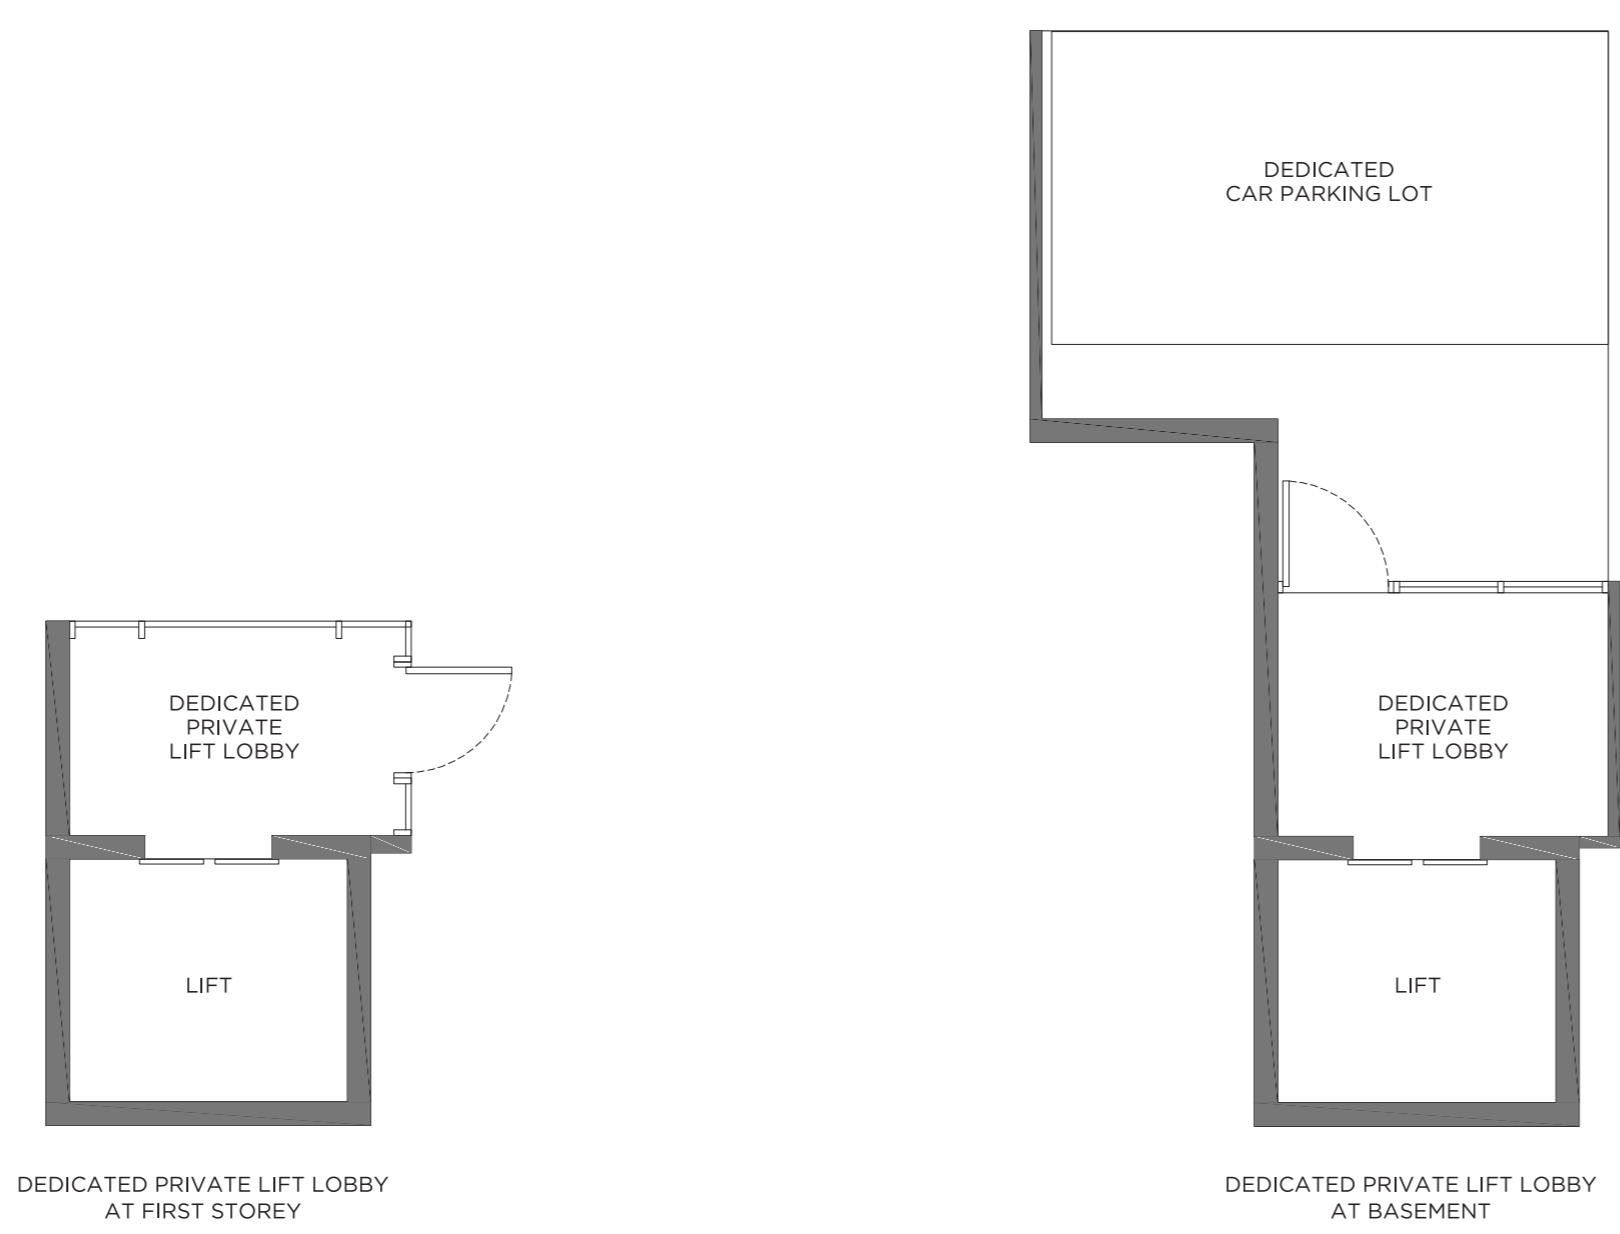 DEDICATED
CAR PARKING LOT
DEDICATED
PRIVATE
LIFT LOBBY
DEDICATED
PRIVATE
LIFT LOBBY
LIFT
LIFT
DEDICATED PRIVATE LIFT LOBBY
AT FIRST STOREY
DEDICATED PRIVATE LIFT LOBBY
AT BASEMENT